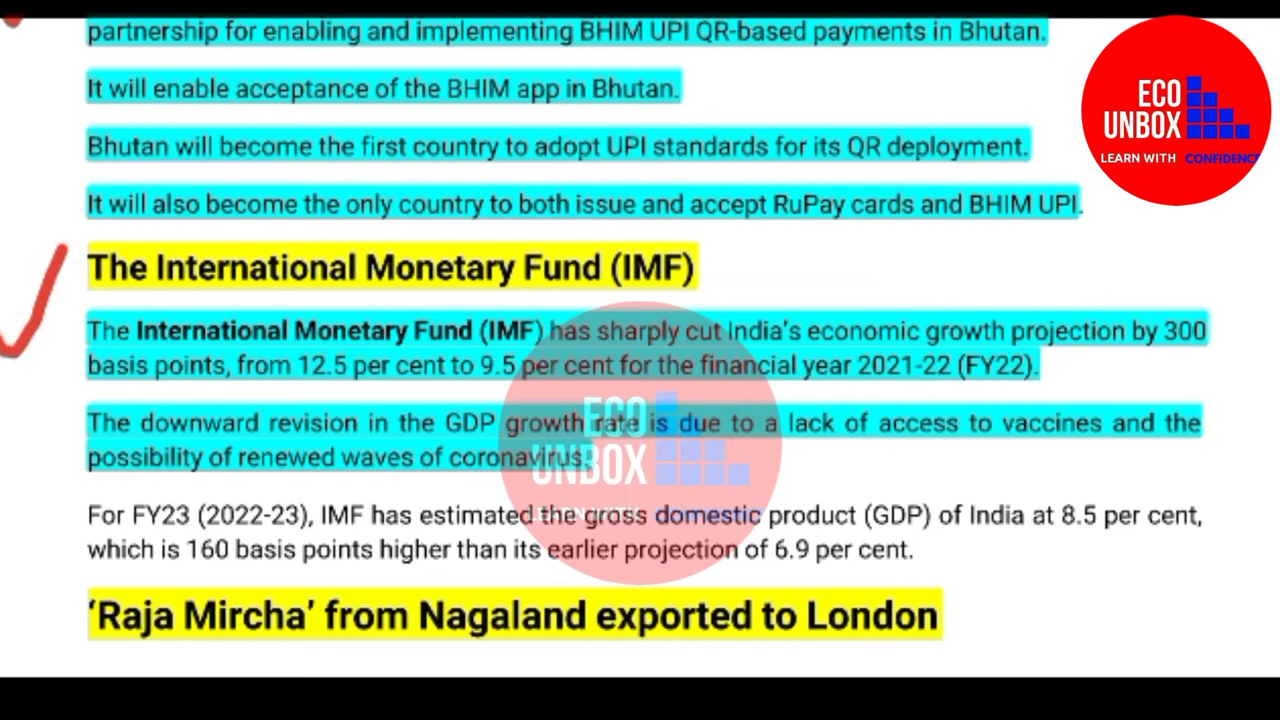 partnership for enabling and implementing BHIM UPI QR-based payments in Bhutan.
It will enable acceptance of the BHIM app in Bhutan.
Bhutan will become the first country to adopt UPI standards for its QR deployment.
It will also become the only country to both issue and accept RuPay cards and BHIM UPI.
ECO
UNBOX
LEARN WITH CONFIDENCE
The International Monetary Fund (IMF)
The International Monetary Fund (IMF) has sharply cut India's economic growth projection by 300
basis points, from 12.5 per cent to 9.5 per cent for the financial year 2021-22 (FY22).
The downward revision in the GDP growth rate is due to a lack of access to vaccines and the
possibility of renewed waves of coronavirus.
ECO
UNBOX
LEARN WITH CONFIDENCE
For FY23 (2022-23), IMF has estimated the gross domestic product (GDP) of India at 8.5 per cent,
which is 160 basis points higher than its earlier projection of 6.9 per cent.
‘Raja Mircha’ from Nagaland exported to London